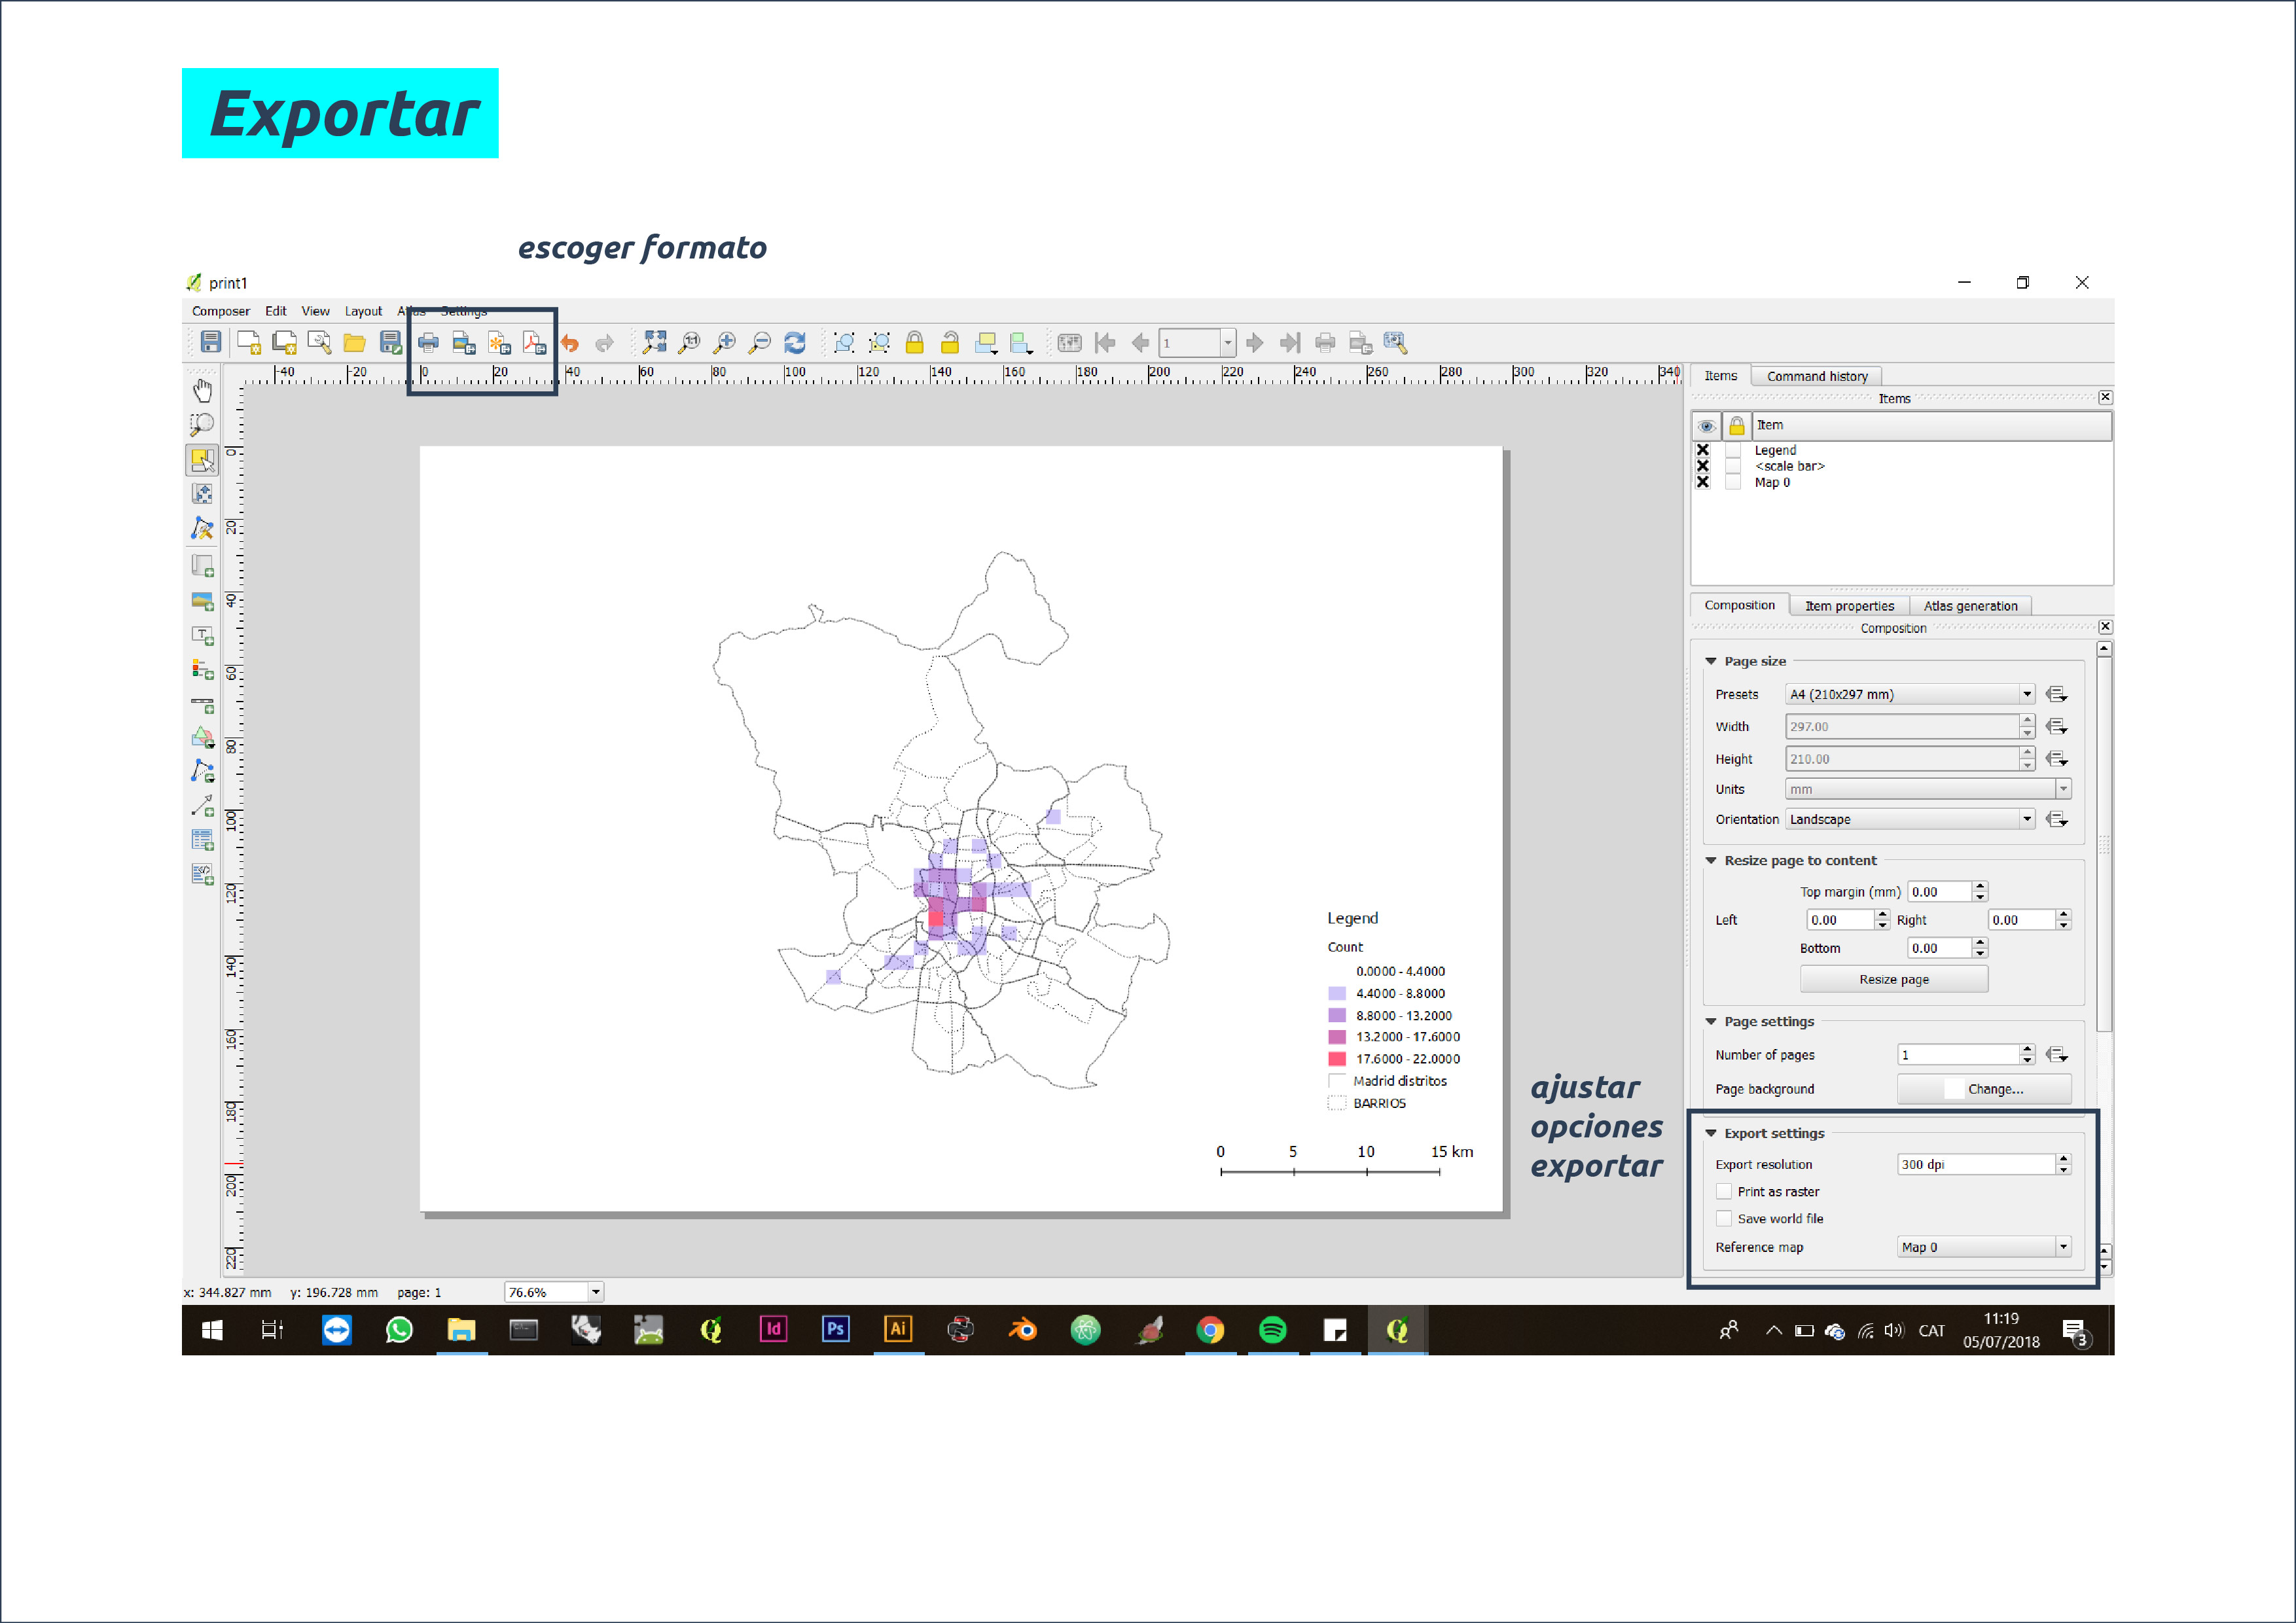 Exportar
escoger formato
print1
Composer Edit View Layout Atlas Settings
1
-40 -20 0 20 40 60 80 100 120 140 160 180 200 220 240 260 280 300 320 340
0 20 40 60 80 100 120 140 160 180 200 220
Items Command history
Items
Item
Legend
<scale bar>
Map 0
Composition Item properties Atlas generation
Composition
Page size
Presets A4 (210x297 mm)
Width 297.00
Height 210.00
Units mm
Orientation Landscape
Resize page to content
Top margin (mm) 0.00
Left 0.00 Right 0.00
Bottom 0.00
Resize page
Page settings
Number of pages 1
Page background Change...
Export settings
Export resolution 300 dpi
Print as raster
Save world file
Reference map Map 0
Legend
Count
0.0000 - 4.4000
4.4000 - 8.8000
8.8000 - 13.2000
13.2000 - 17.6000
17.6000 - 22.0000
Madrid distritos
BARRIOS
0 5 10 15 km
ajustar
opciones
exportar
x: 344.827 mm y: 196.728 mm page: 1 76.6%
Id Ps Ai
CAT
11:19
05/07/2018
3